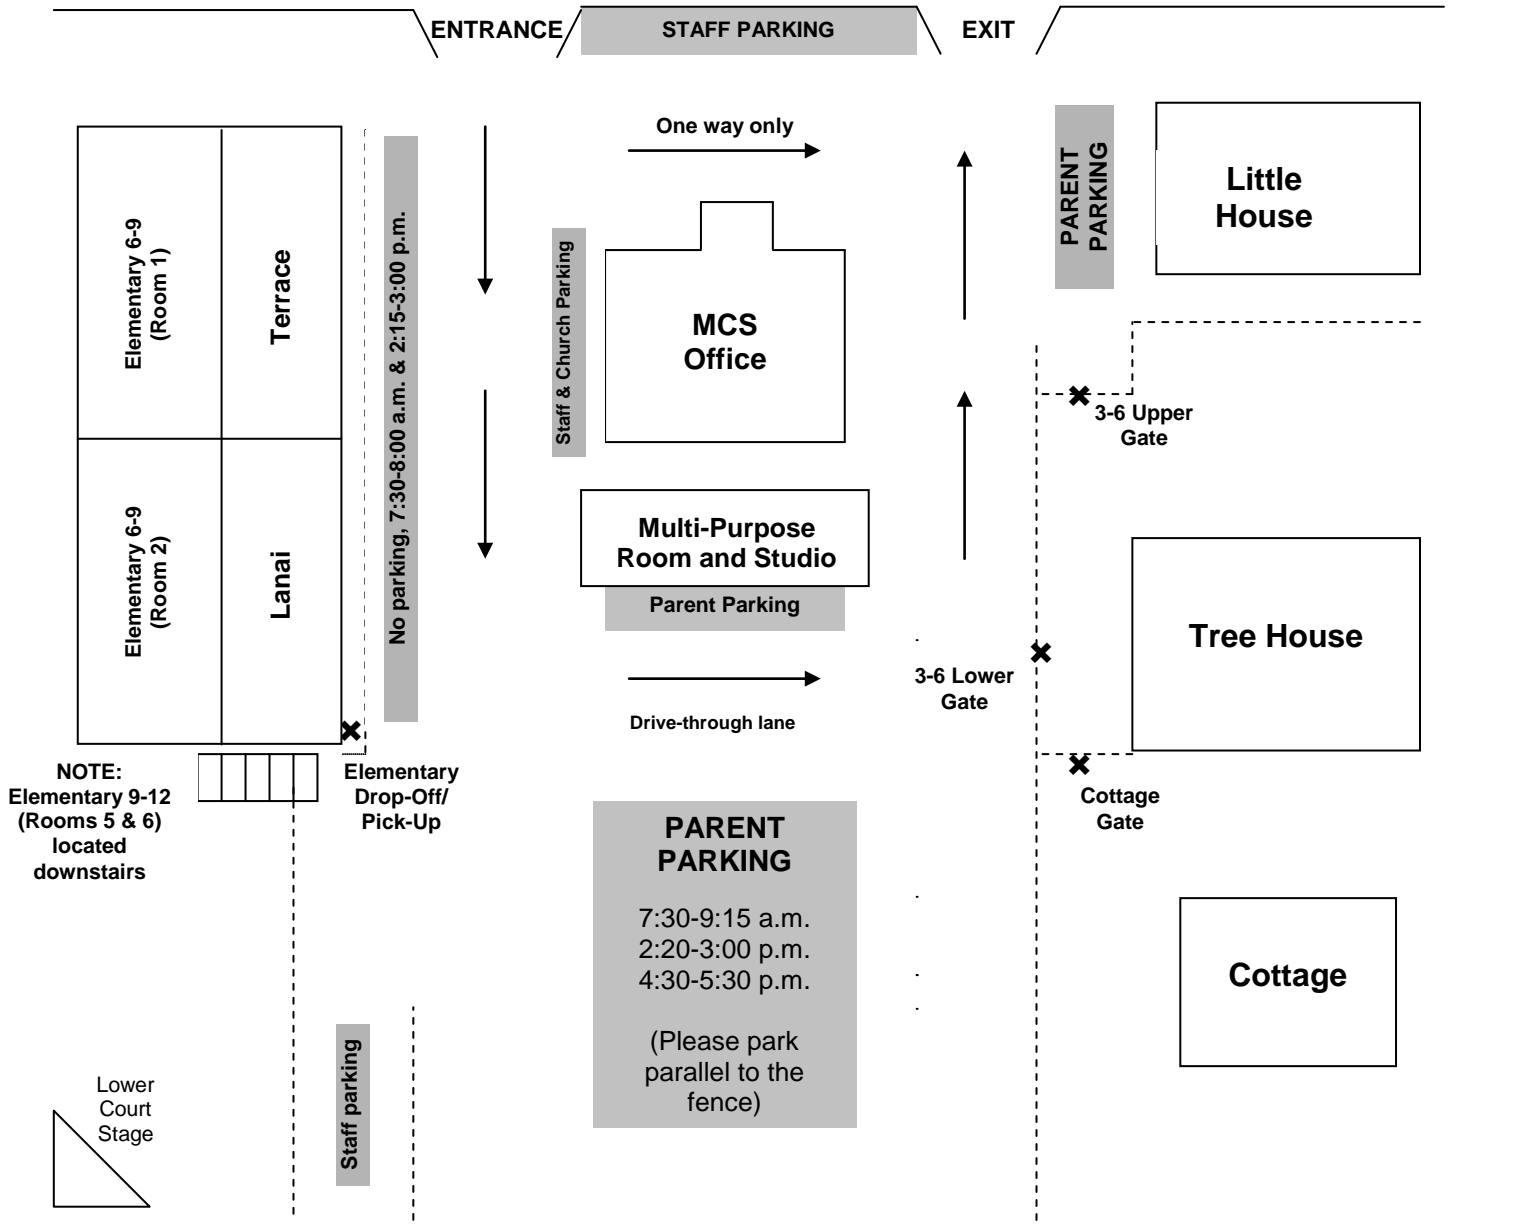 ENTRANCE
STAFF PARKING
EXIT
One way only
PARENT
PARKING
Little
House
Elementary 6-9
(Room 1)
Terrace
No parking, 7:30-8:00 a.m. & 2:15-3:00 p.m.
Staff & Church Parking
MCS
Office
3-6 Upper
Gate
Elementary 6-9
(Room 2)
Lanai
Multi-Purpose
Room and Studio
Parent Parking
Tree House
3-6 Lower
Gate
Drive-through lane
NOTE:
Elementary 9-12
(Rooms 5 & 6)
located
downstairs
Elementary
Drop-Off/
Pick-Up
Cottage
Gate
PARENT
PARKING
7:30-9:15 a.m.
2:20-3:00 p.m.
4:30-5:30 p.m.
(Please park
parallel to the
fence)
Cottage
Staff parking
Lower
Court
Stage